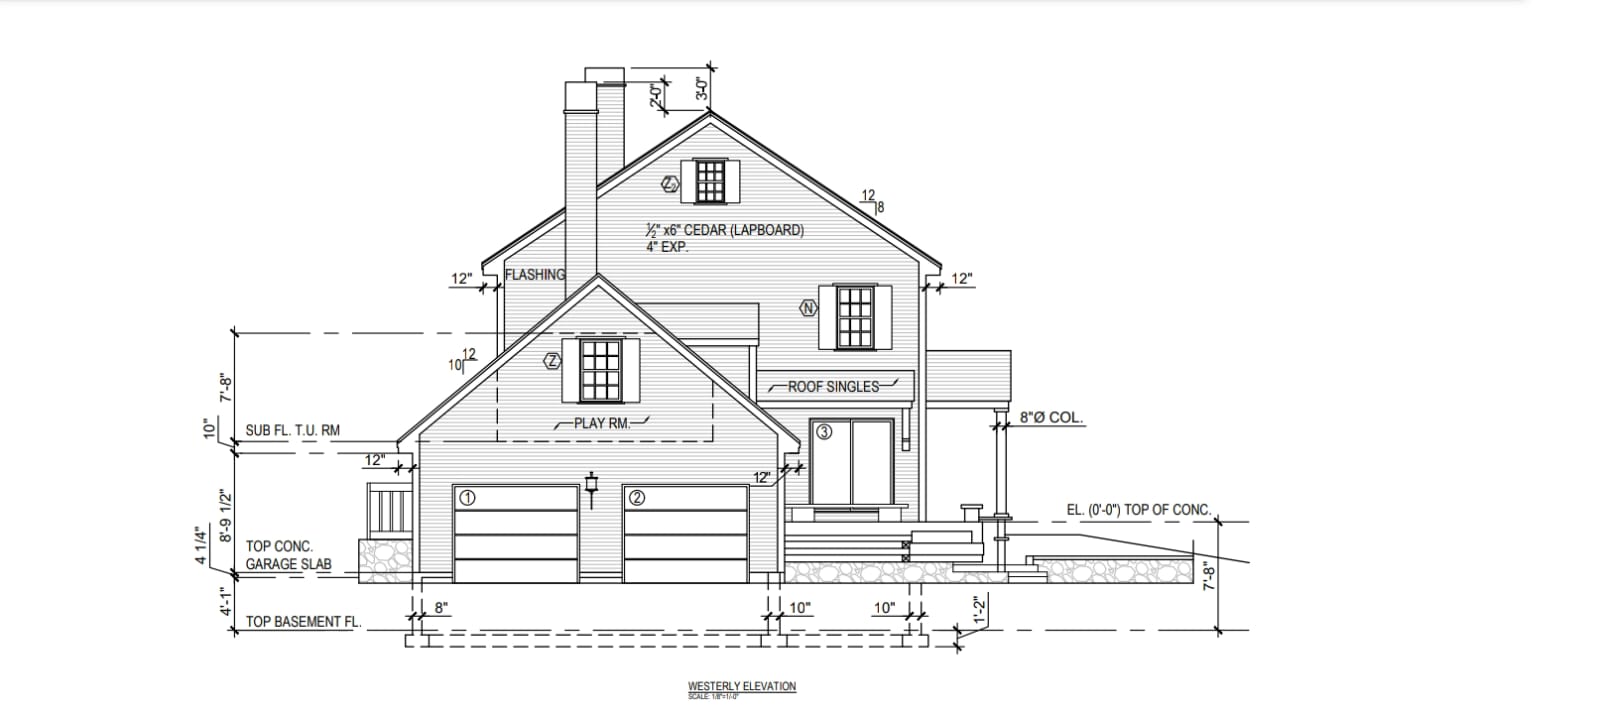 2'-0"
3'-0"
Z2
12
8
½" x6" CEDAR (LAPBOARD)
4" EXP.
12"
FLASHING
12"
N
12
10
Z
7'-8"
ROOF SINGLES
10"
SUB FL. T.U. RM
PLAY RM.
3
8"Ø COL.
12"
12"
1
2
8'-9 1/2"
EL. (0'-0") TOP OF CONC.
4 1/4"
TOP CONC.
GARAGE SLAB
7'-8"
4'-1"
8"
10"
10"
1'-2"
TOP BASEMENT FL.
WESTERLY ELEVATION
SCALE: 1/8"=1/-0"